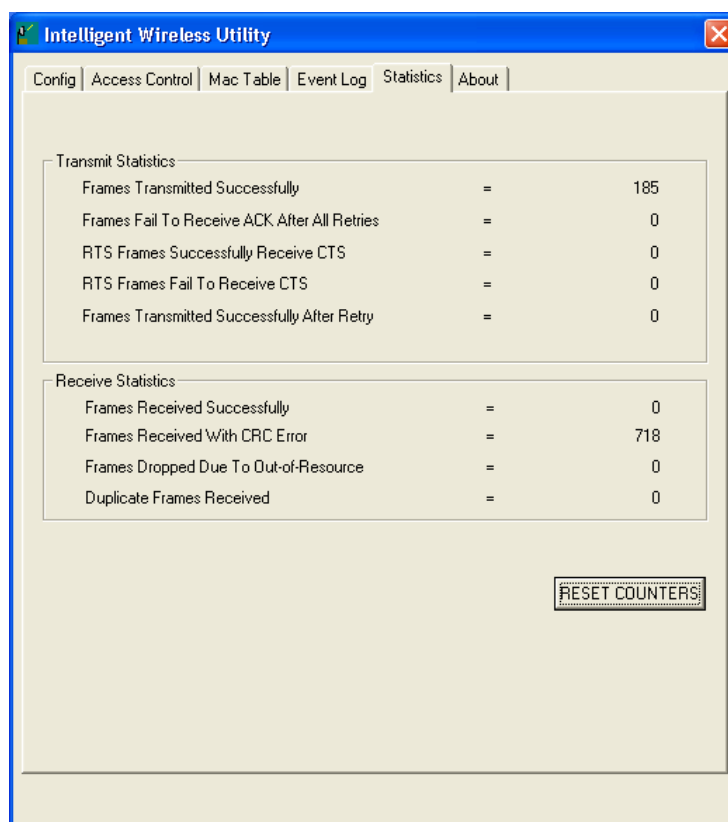 Intelligent Wireless Utility
Config Access Control Mac Table Event Log Statistics About
Transmit Statistics
Frames Transmitted Successfully = 185
Frames Fail To Receive ACK After All Retries = 0
RTS Frames Successfully Receive CTS = 0
RTS Frames Fail To Receive CTS = 0
Frames Transmitted Successfully After Retry = 0
Receive Statistics
Frames Received Successfully = 0
Frames Received With CRC Error = 718
Frames Dropped Due To Out-of-Resource = 0
Duplicate Frames Received = 0
RESET COUNTERS